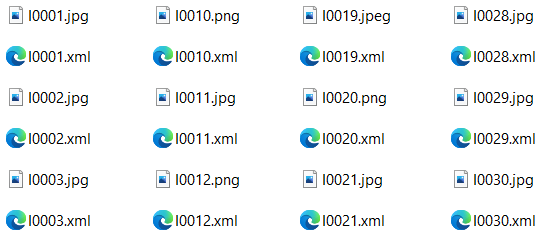 I0001.jpg I0010.png I0019.jpeg I0028.jpg
I0001.xml I0010.xml I0019.xml I0028.xml
I0002.jpg I0011.jpg I0020.png I0029.jpg
I0002.xml I0011.xml I0020.xml I0029.xml
I0003.jpg I0012.png I0021.jpg I0030.jpg
I0003.xml I0012.xml I0021.xml I0030.xml